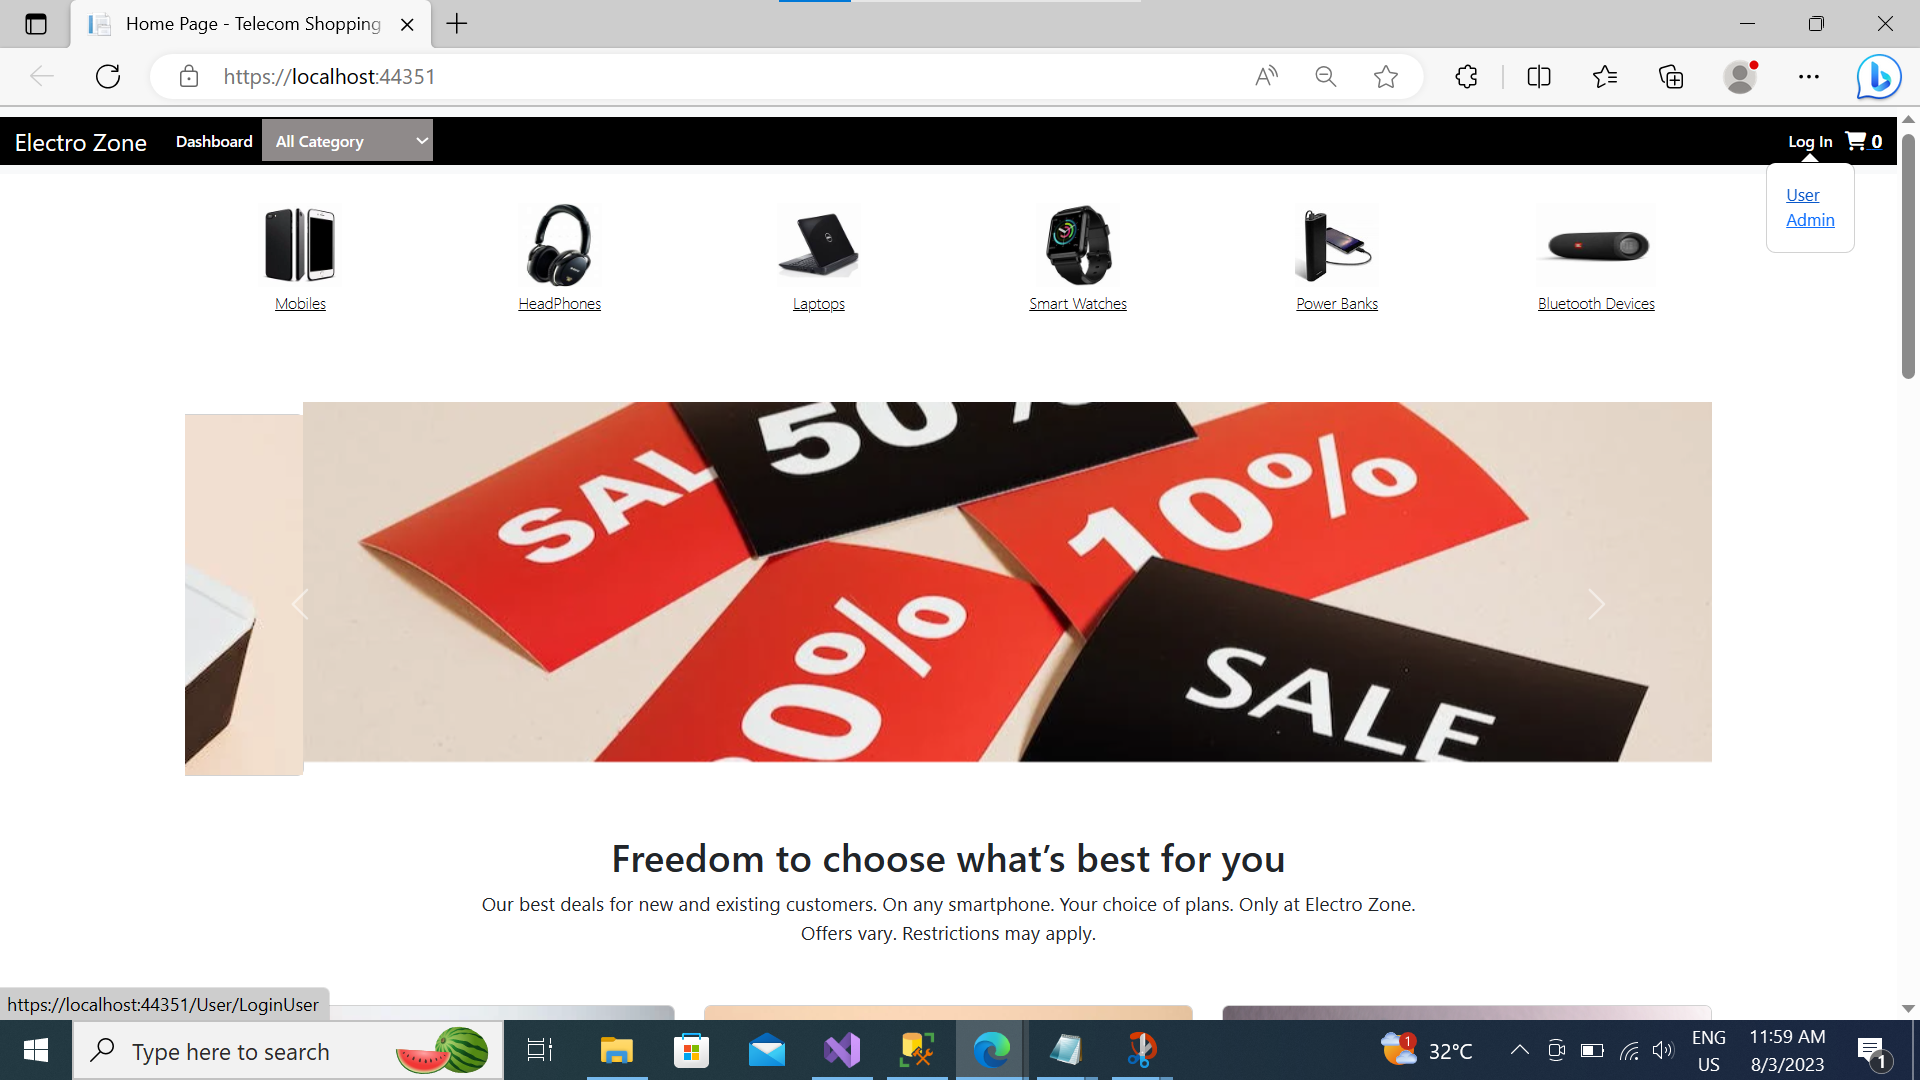 Home Page - Telecom Shopping
https://localhost:44351
Electro Zone Dashboard All Category Log In 0
User
Admin
Mobiles HeadPhones Laptops Smart Watches Power Banks Bluetooth Devices
SAL 50% 10%
0%
SALE
Freedom to choose what's best for you
Our best deals for new and existing customers. On any smartphone. Your choice of plans. Only at Electro Zone.
Offers vary. Restrictions may apply.
https://localhost:44351/User/LoginUser
Type here to search 1 32°C ENG 11:59 AM
US 8/3/2023 1